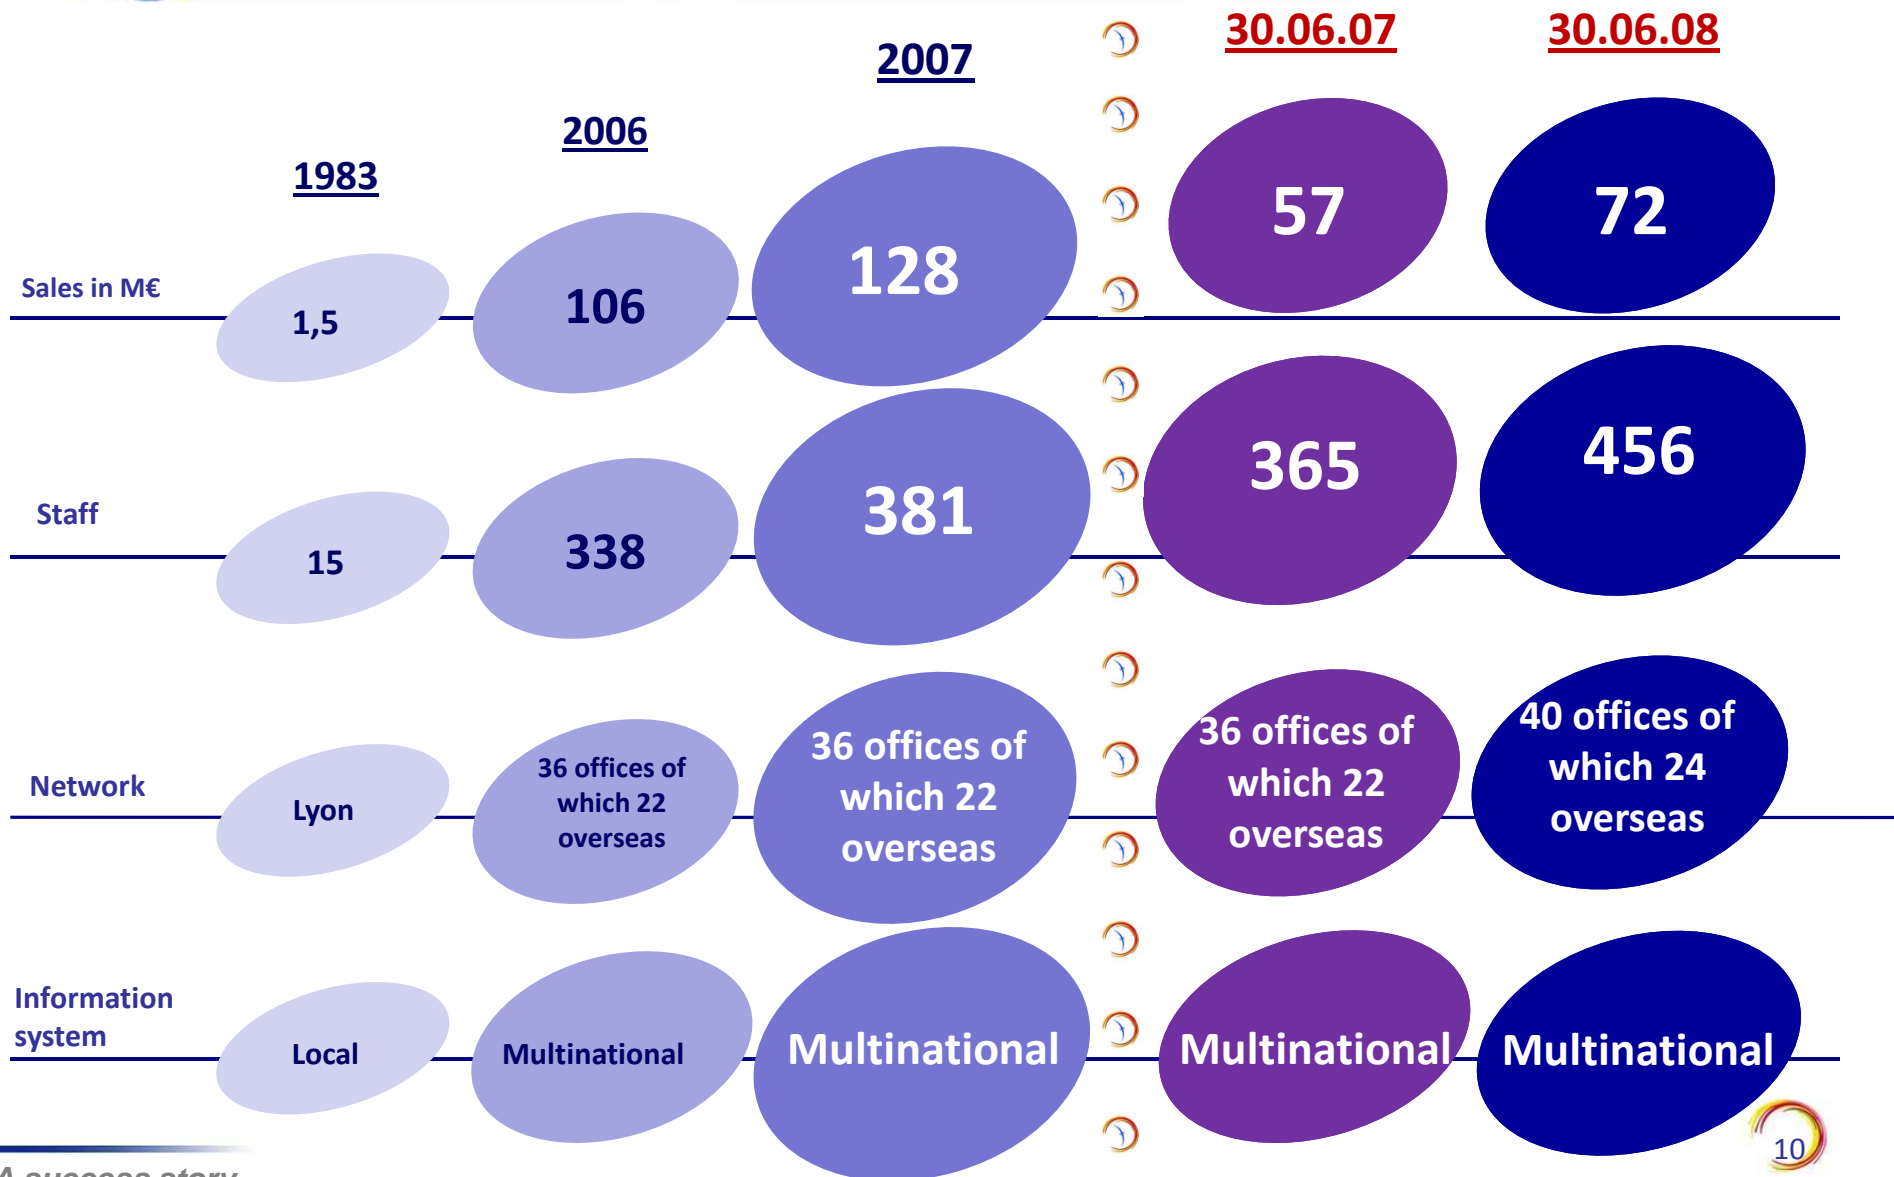 1983
2006
2007
30.06.07
30.06.08
Sales in M€
1,5
106
128
57
72
Staff
15
338
381
365
456
Network
Lyon
36 offices of
which 22
overseas
36 offices of
which 22
overseas
36 offices of
which 22
overseas
40 offices of
which 24
overseas
Information
system
Local
Multinational
Multinational
Multinational
Multinational
A success story
10